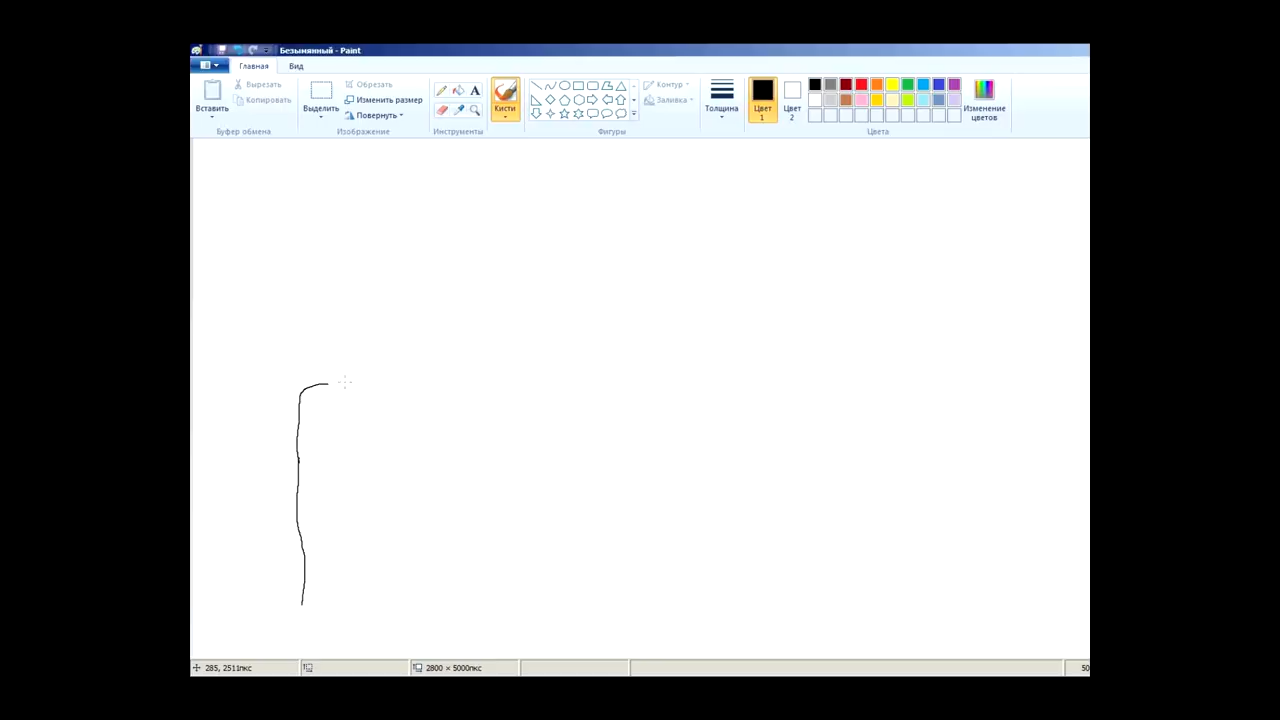 Безымянный - Paint
Главная Вид
Вставить
Вырезать
Копировать
Буфер обмена
Выделить
Обрезать
Изменить размер
Повернуть
Изображение
A
Инструменты
Кисти
Контур
Заливка
Фигуры
Толщина
Цвет
1
Цвет
2
Изменение
цветов
Цвета
285, 2511пкс
2800 × 5000пкс
50